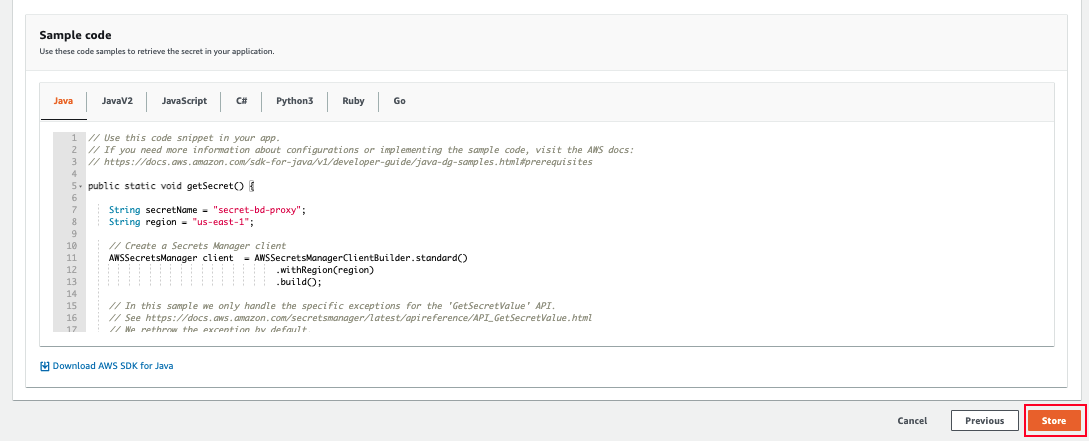 Sample code
Use these code samples to retrieve the secret in your application.
Java JavaV2 JavaScript C# Python3 Ruby Go
1 // Use this code snippet in your app.
2 // If you need more information about configurations or implementing the sample code, visit the AWS docs:
3 // https://docs.aws.amazon.com/sdk-for-java/v1/developer-guide/java-dg-samples.html#prerequisites
4
5 public static void getSecret() {
6
7 String secretName = "secret-bd-proxy";
8 String region = "us-east-1";
9
10 // Create a Secrets Manager client
11 AWSSecretsManager client  = AWSSecretsManagerClientBuilder.standard()
12 .withRegion(region)
13 .build();
14
15 // In this sample we only handle the specific exceptions for the 'GetSecretValue' API.
16 // See https://docs.aws.amazon.com/secretsmanager/latest/apireference/API_GetSecretValue.html
17 // We rethrow the exception by default.
Download AWS SDK for Java
Cancel Previous Store